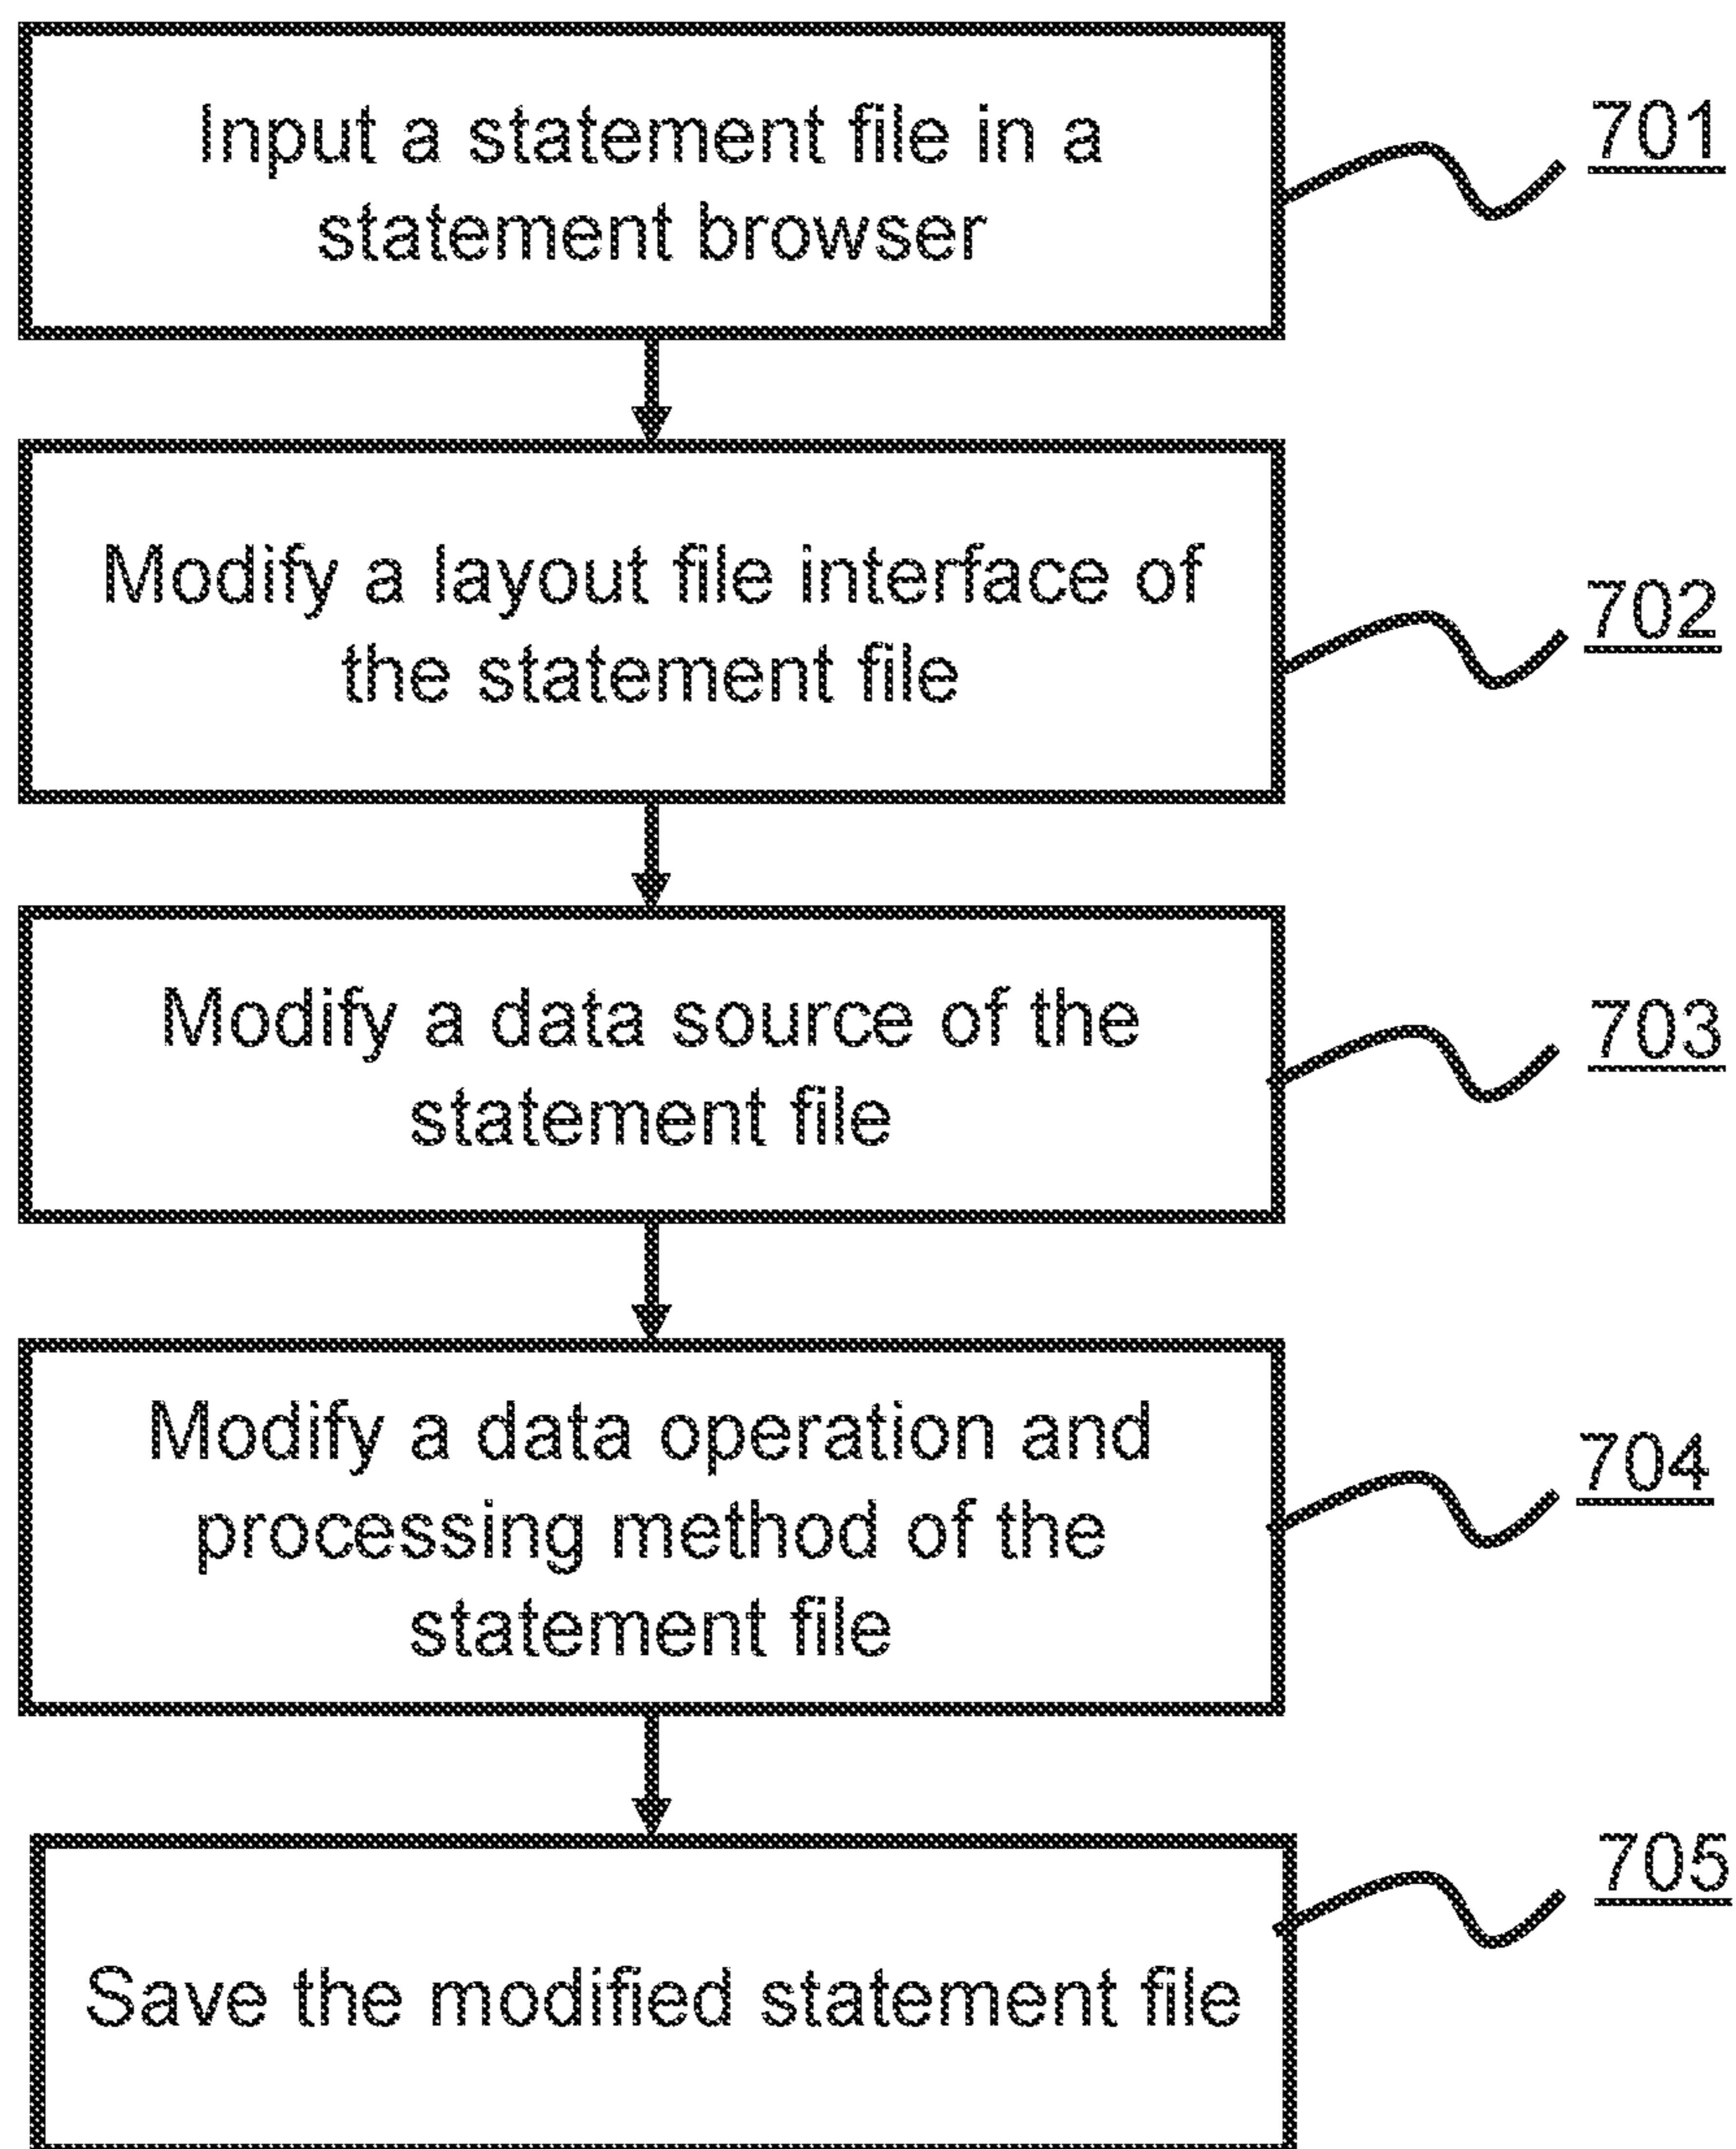 Input a statement file in a
statement browser
701
Modify a layout file interface of
the statement file
702
Modify a data source of the
statement file
703
Modify a data operation and
processing method of the
statement file
704
Save the modified statement file
705